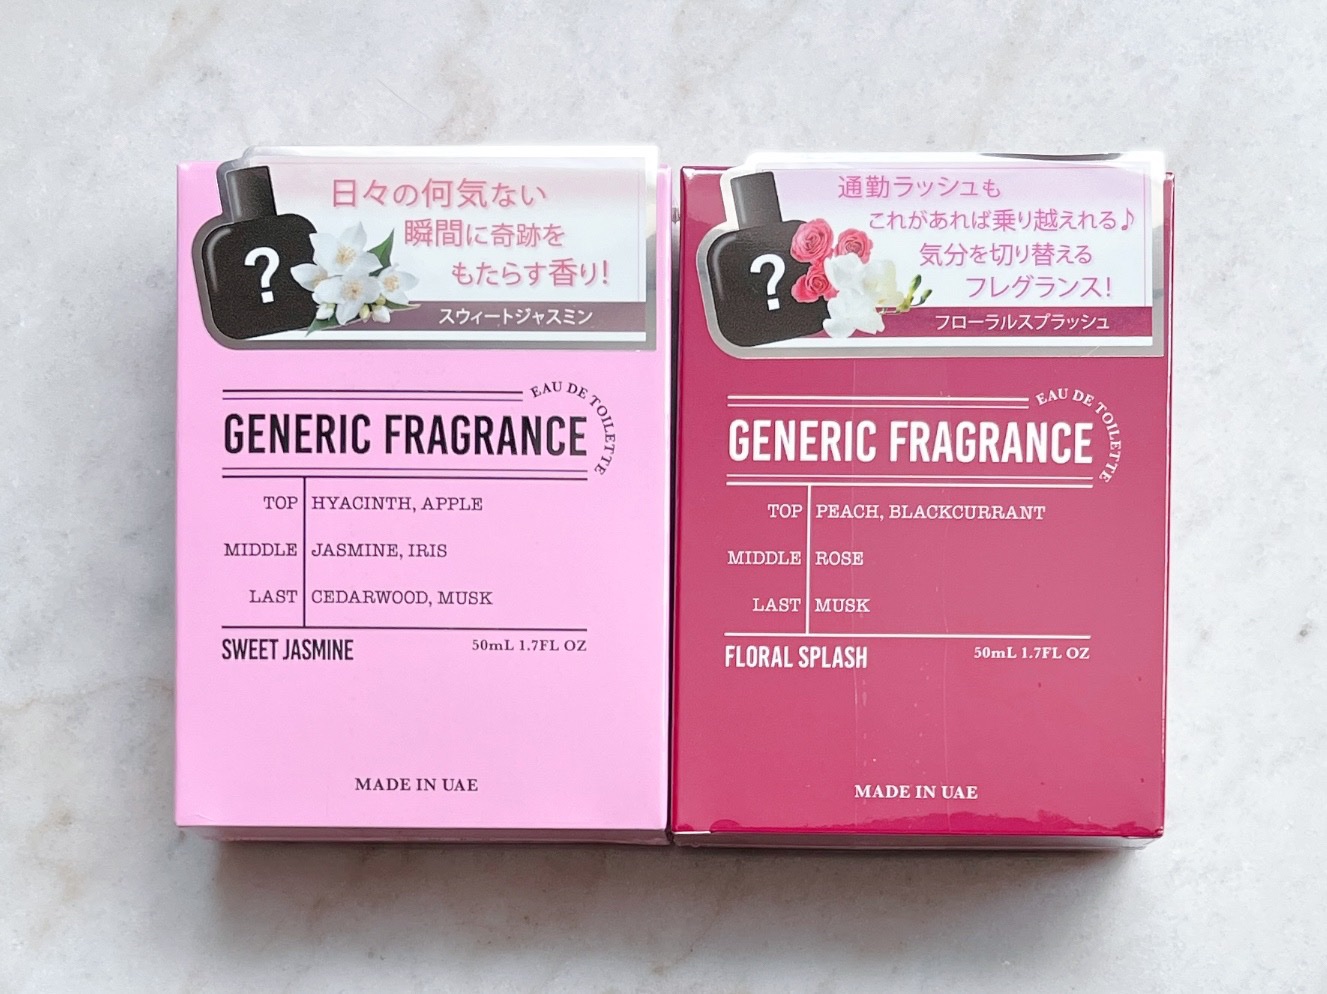 日々の何気ない
瞬間に奇跡を
もたらす香り!
スウィートジャスミン
?
EAU DE TOILETTE
GENERIC FRAGRANCE
TOP HYACINTH, APPLE
MIDDLE JASMINE, IRIS
LAST CEDARWOOD, MUSK
SWEET JASMINE 50mL 1.7FL OZ
MADE IN UAE
通勤ラッシュも
これがあれば乗り越えれる♪
気分を切り替える
フレグランス!
フローラルスプラッシュ
?
EAU DE TOILETTE
GENERIC FRAGRANCE
TOP PEACH, BLACKCURRANT
MIDDLE ROSE
LAST MUSK
FLORAL SPLASH 50mL 1.7FL OZ
MADE IN UAE